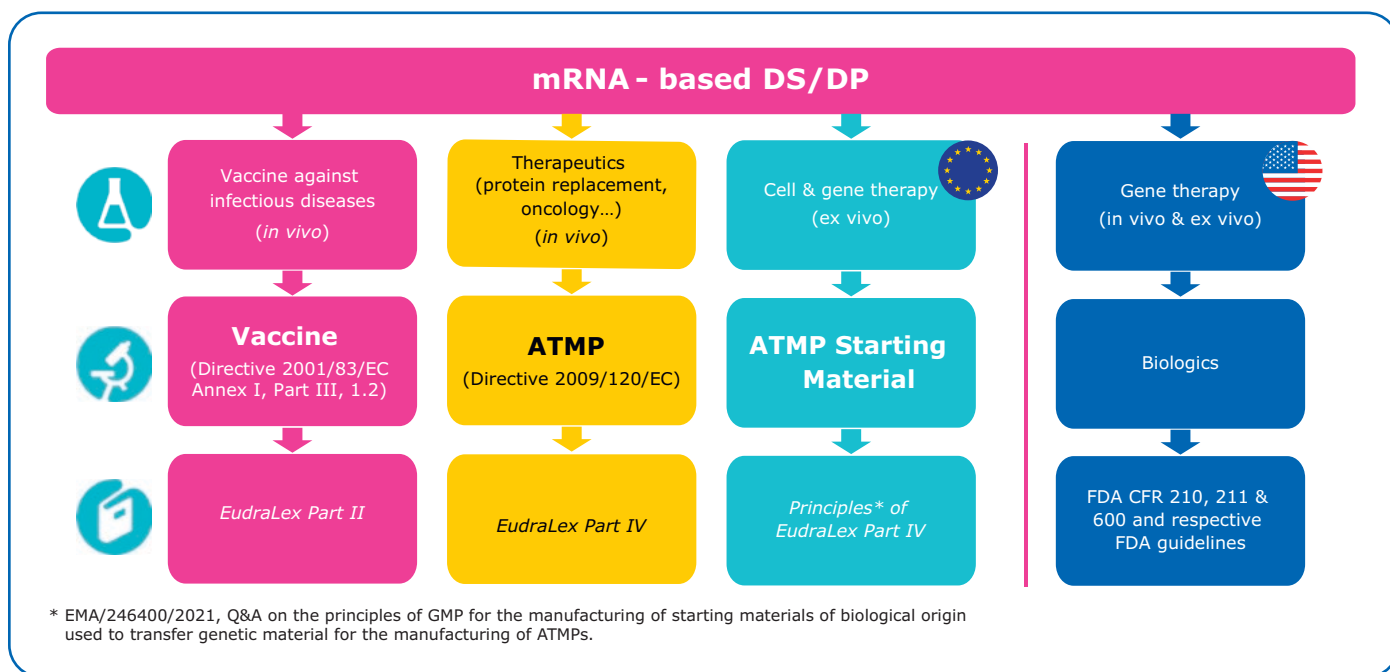 mRNA - based DS/DP
Vaccine against
infectious diseases
(in vivo)
Therapeutics
(protein replacement,
oncology…)
(in vivo)
Cell & gene therapy
(ex vivo)
Gene therapy
(in vivo & ex vivo)
Vaccine
(Directive 2001/83/EC
Annex I, Part III, 1.2)
ATMP
(Directive 2009/120/EC)
ATMP Starting
Material
Biologics
EudraLex Part II
EudraLex Part IV
Principles* of
EudraLex Part IV
FDA CFR 210, 211 &
600 and respective
FDA guidelines
* EMA/246400/2021, Q&A on the principles of GMP for the manufacturing of starting materials of biological origin
used to transfer genetic material for the manufacturing of ATMPs.